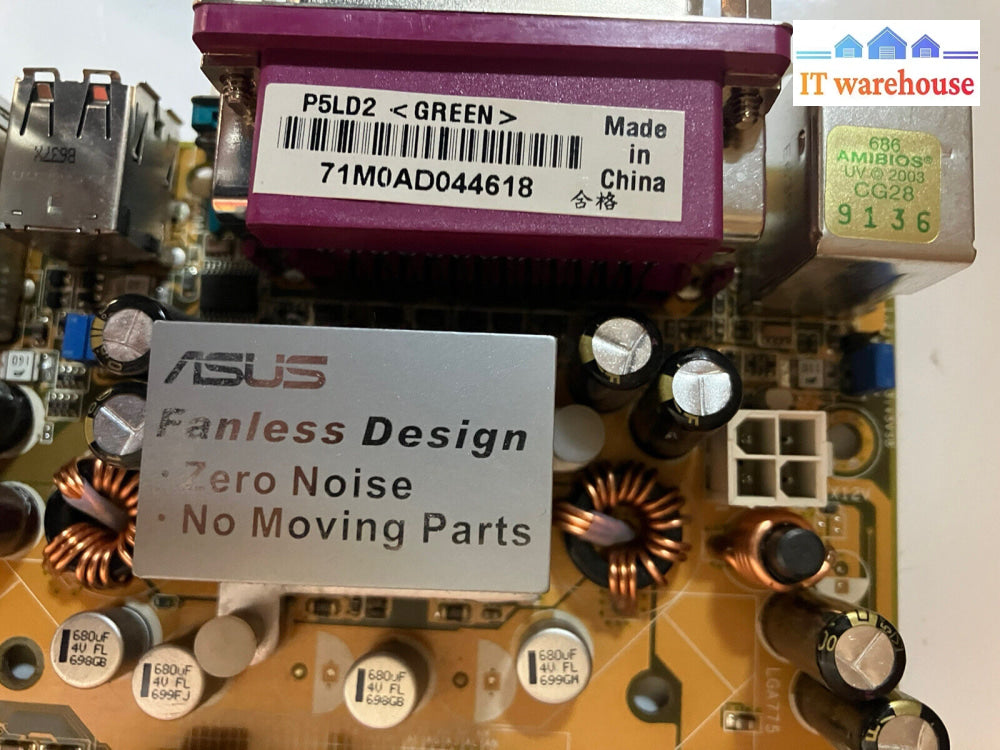 IT warehouse
P5LD2 <GREEN>
71M0AD044618
Made
in
China
合格
686
AMIBIOS®
UV © 2003
CG28
9136
ASUS
Fanless Design
· Zero Noise
· No Moving Parts
680uF
4V FL
698GB
680uF
4V FL
699FJ
680uF
4V FL
698GB
680uF
4V FL
699GM
LGA775